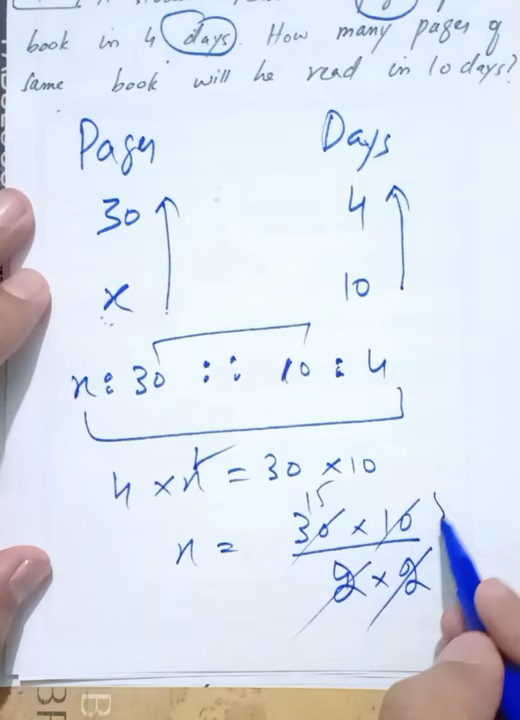 book in 4 days. How many pages of
same book will he read in 10 days?
Pages Days
30 4
x 10
x : 30 :: 10 : 4
4 × x = 30 × 10
15
x = 30 × 10
2 × 2